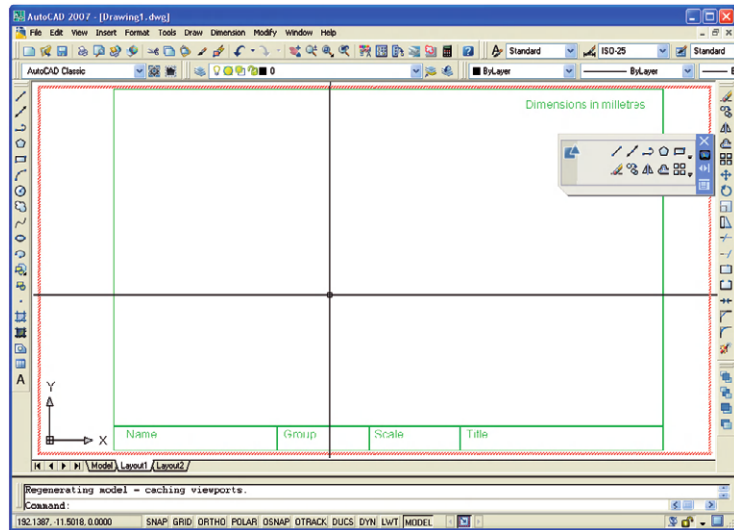 AutoCAD 2007 - [Drawing1.dwg]
File Edit View Insert Format Tools Draw Dimension Modify Window Help
Standard ISO-25 Standard
AutoCAD Classic 0 ByLayer ByLayer
Dimensions in milletras
Y
X
Name Group Scale Title
A
Model Layout1 Layout2
Regenerating model - caching viewports.
Command:
192.1387, -11.5018, 0.0000 SNAP GRID ORTHO POLAR OSNAP OTRACK DUCS DYN LWT MODEL